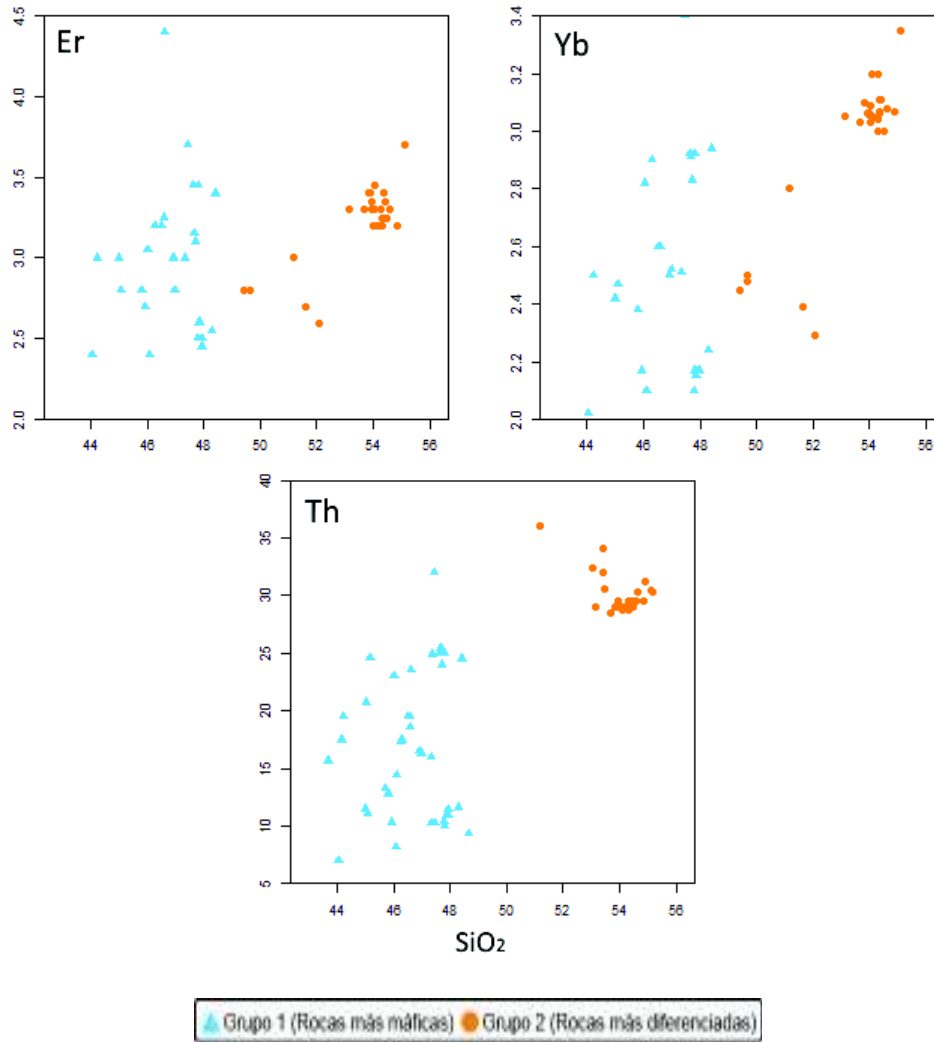 Er
4.5
4.0
3.5
3.0
2.5
2.0
44 46 48 50 52 54 56
Yb
3.4
3.2
3.0
2.8
2.6
2.4
2.2
2.0
44 46 48 50 52 54 56
Th
40
35
30
25
20
15
10
5
44 46 48 50 52 54 56
SiO2
Grupo 1 (Rocas más máficas) Grupo 2 (Rocas más diferenciadas)